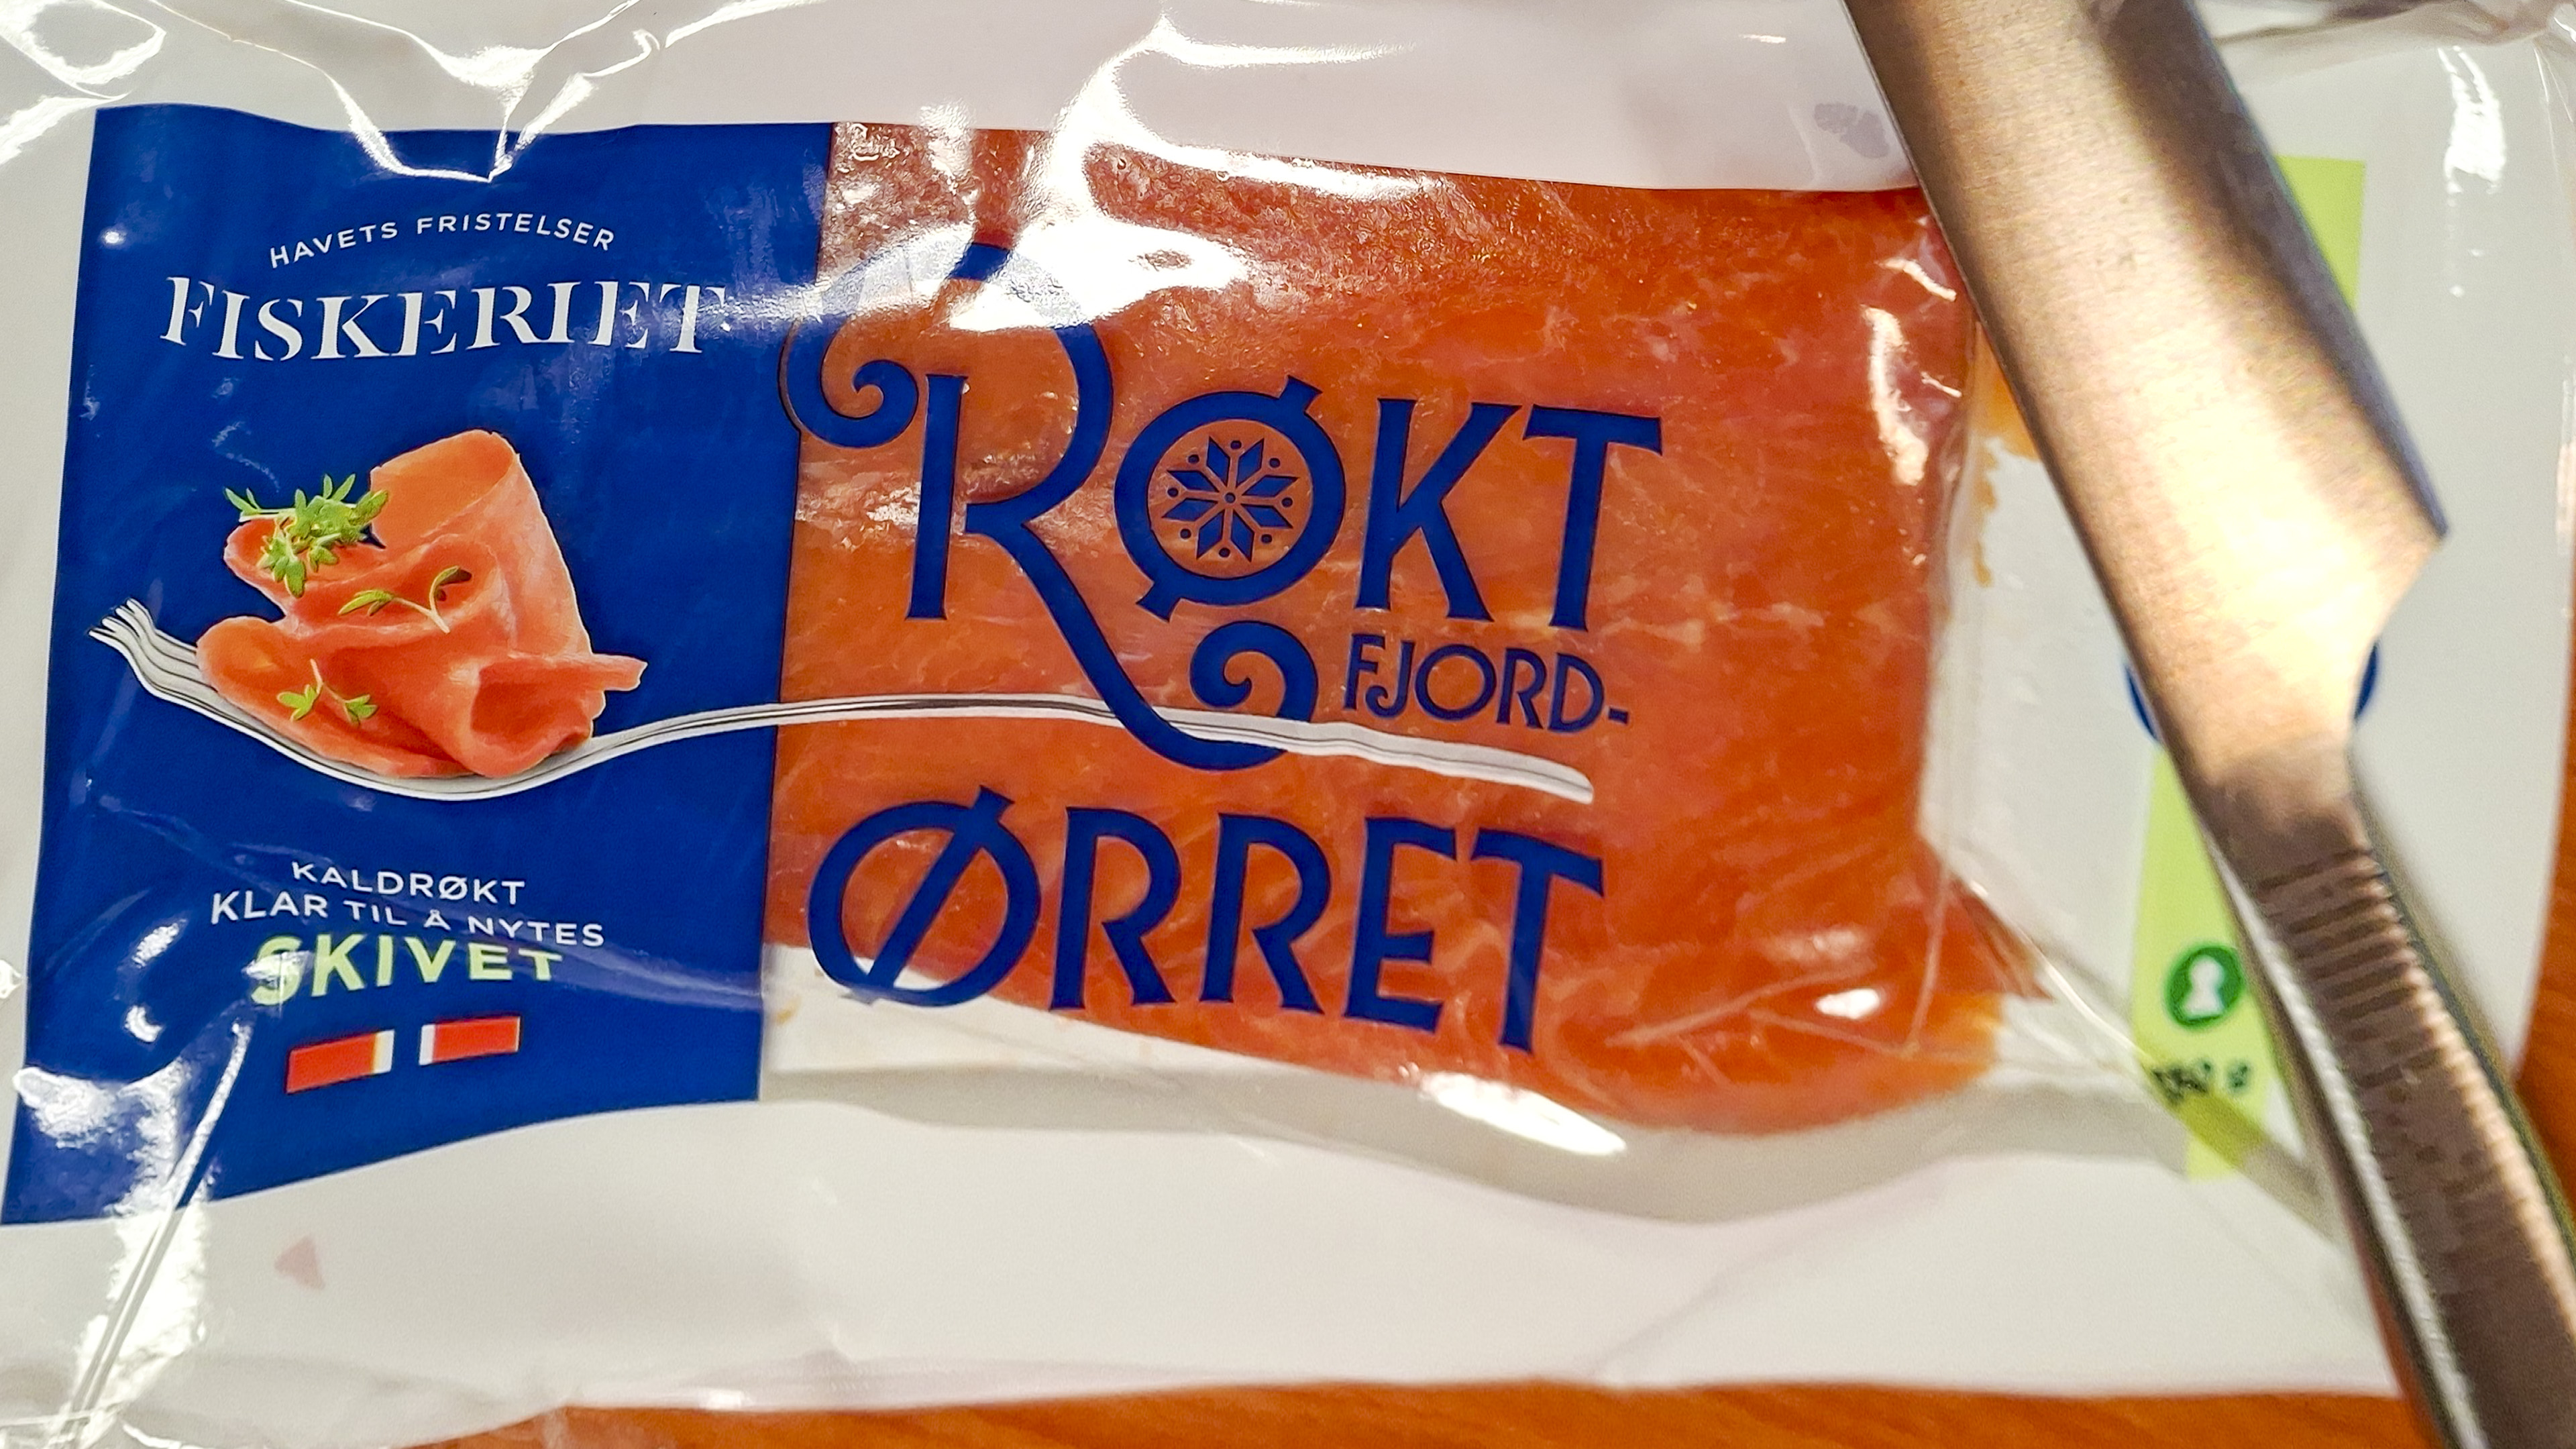 HAVETS FRISTELSER
FISKERIET
KALDRØKT
KLAR TIL Å NYTES
SKIVET
RØKT
FJORD-
ØRRET